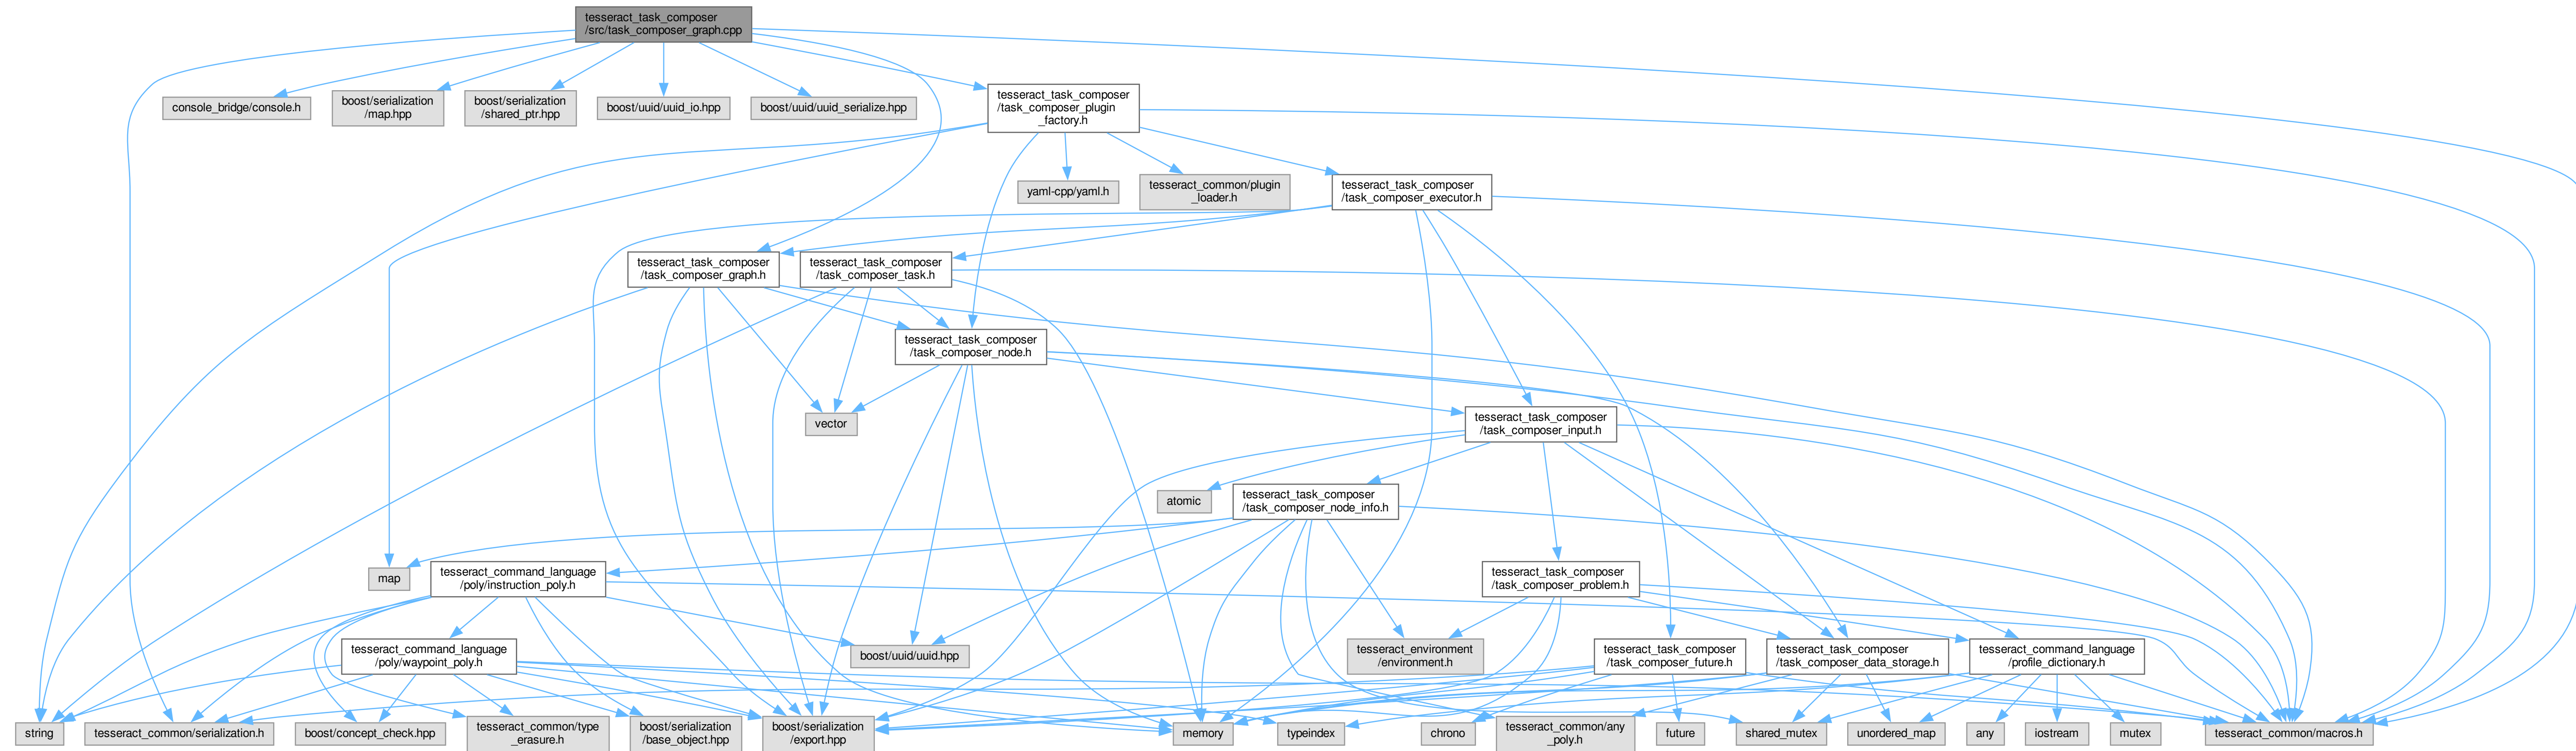 tesseract_task_composer
/src/task_composer_graph.cpp
console_bridge/console.h
boost/serialization
/map.hpp
boost/serialization
/shared_ptr.hpp
boost/uuid/uuid_io.hpp
boost/uuid/uuid_serialize.hpp
tesseract_task_composer
/task_composer_plugin
_factory.h
yaml-cpp/yaml.h
tesseract_common/plugin
_loader.h
tesseract_task_composer
/task_composer_executor.h
tesseract_task_composer
/task_composer_graph.h
tesseract_task_composer
/task_composer_task.h
tesseract_task_composer
/task_composer_node.h
vector
tesseract_task_composer
/task_composer_input.h
atomic
tesseract_task_composer
/task_composer_node_info.h
map
tesseract_command_language
/poly/instruction_poly.h
tesseract_task_composer
/task_composer_problem.h
tesseract_command_language
/poly/waypoint_poly.h
boost/uuid/uuid.hpp
tesseract_environment
/environment.h
tesseract_task_composer
/task_composer_future.h
tesseract_task_composer
/task_composer_data_storage.h
tesseract_command_language
/profile_dictionary.h
string
tesseract_common/serialization.h
boost/concept_check.hpp
tesseract_common/type
_erasure.h
boost/serialization
/base_object.hpp
boost/serialization
/export.hpp
memory
typeindex
chrono
tesseract_common/any
_poly.h
future
shared_mutex
unordered_map
any
iostream
mutex
tesseract_common/macros.h